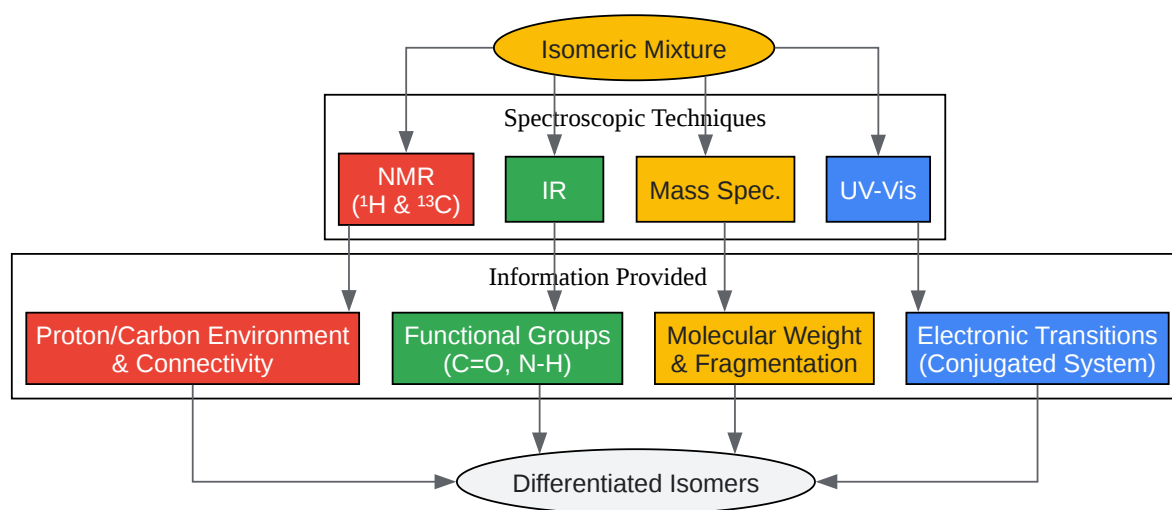 Isomeric Mixture
Spectroscopic Techniques
NMR
(¹H & ¹³C)
IR
Mass Spec.
UV-Vis
Information Provided
Proton/Carbon Environment
& Connectivity
Functional Groups
(C=O, N-H)
Molecular Weight
& Fragmentation
Electronic Transitions
(Conjugated System)
Differentiated Isomers